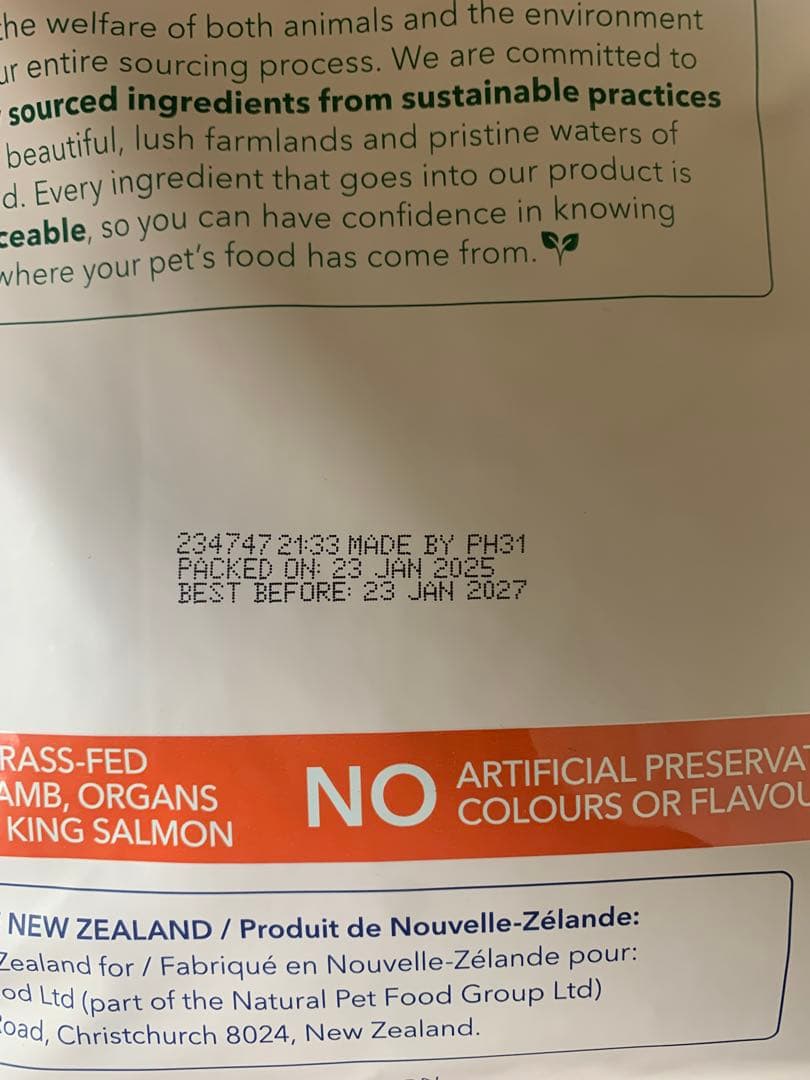 the welfare of both animals and the environment
entire sourcing process. We are committed to
sourced ingredients from sustainable practices
beautiful, lush farmlands and pristine waters of
Every ingredient that goes into our product is
so you can have confidence in knowing
where your pet's food has come from.
234747 21:33 MADE BY PH31
PACKED ON: 23 JAN 2025
BEST BEFORE: 23 JAN 2027
RASS-FED
AMB, ORGANS
KING SALMON
NO
ARTIFICIAL PRESERVAT
COLOURS OR FLAVOU
NEW ZEALAND / Produit de Nouvelle-Zélande:
Zealand for / Fabriqué en Nouvelle-Zélande pour:
od Ltd (part of the Natural Pet Food Group Ltd)
oad, Christchurch 8024, New Zealand.